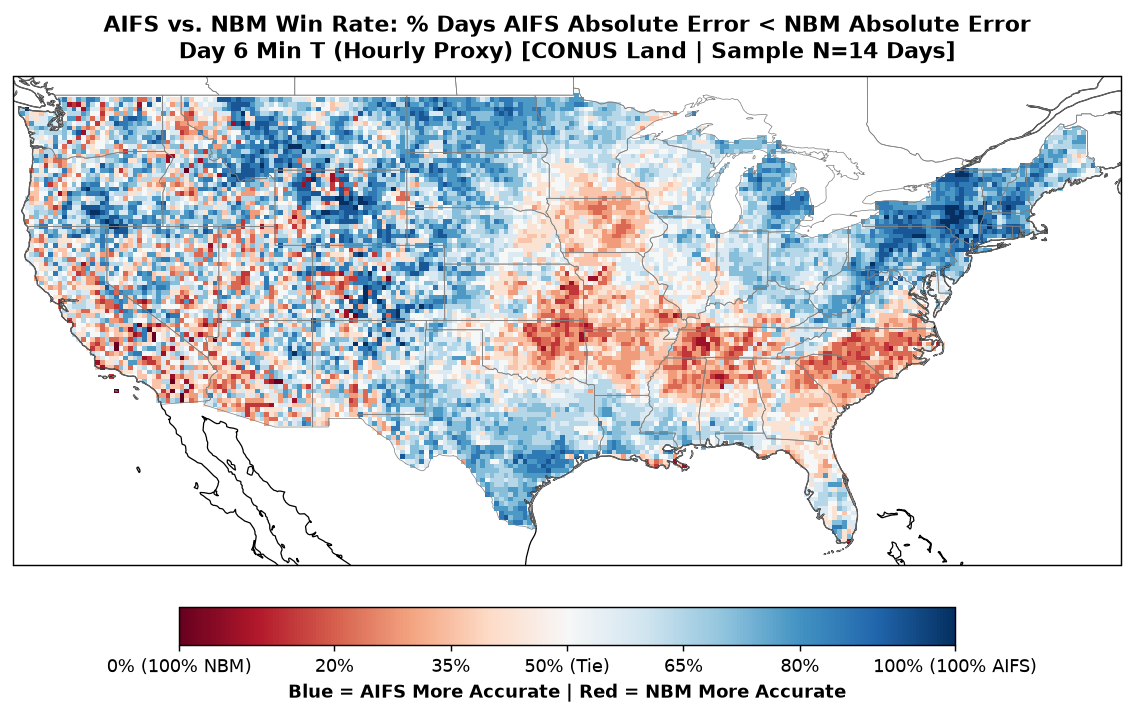 AIFS vs. NBM Win Rate: % Days AIFS Absolute Error < NBM Absolute Error
Day 6 Min T (Hourly Proxy) [CONUS Land | Sample N=14 Days]
0% (100% NBM) 20% 35% 50% (Tie) 65% 80% 100% (100% AIFS)
Blue = AIFS More Accurate | Red = NBM More Accurate